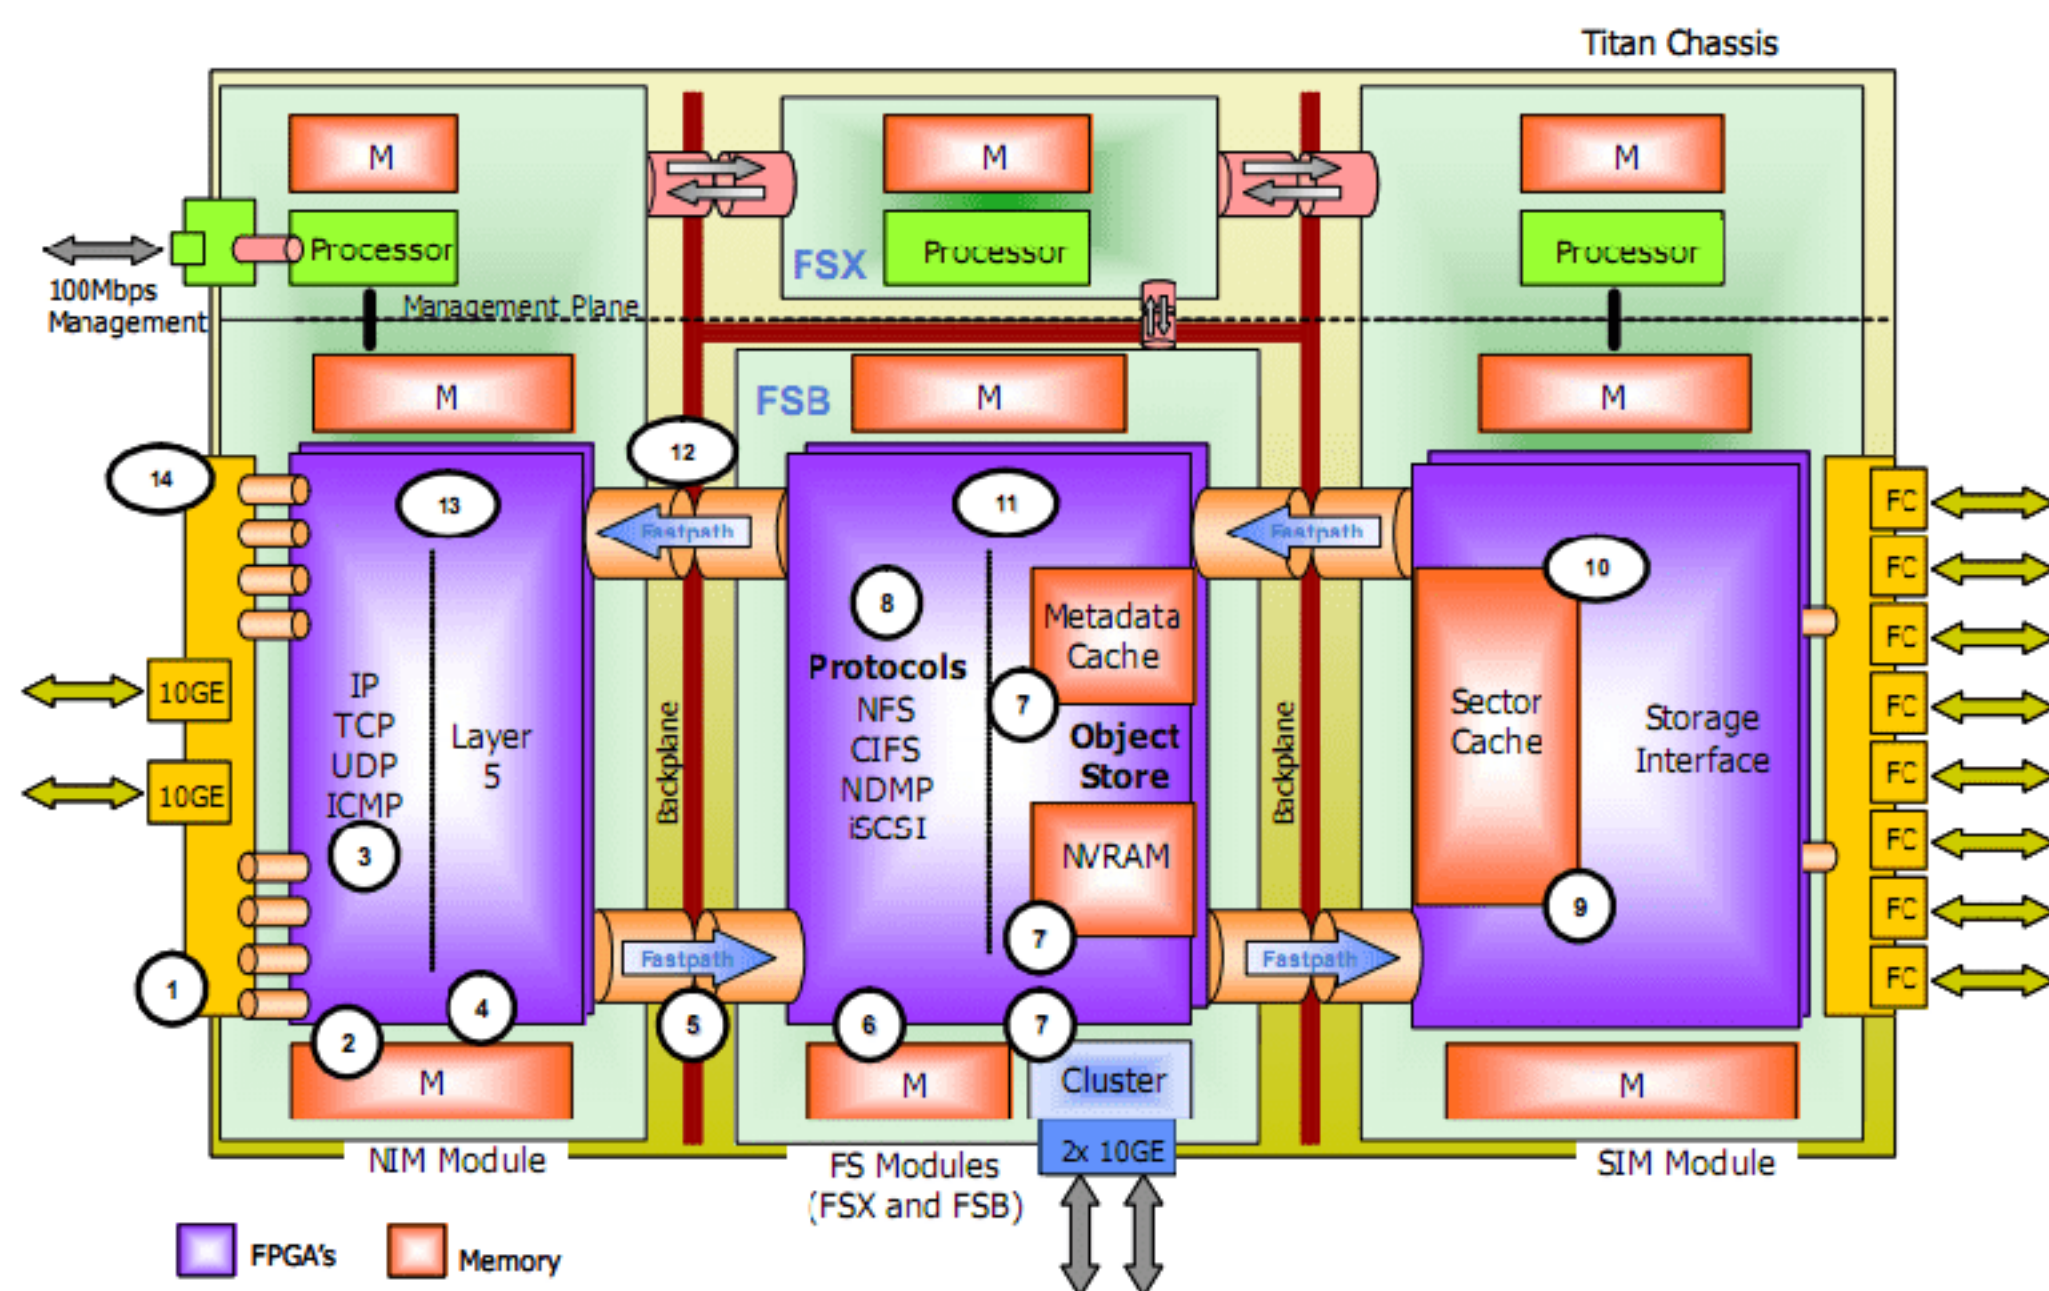 Titan Chassis
M
M
M
Processor
FSX
Processor
Processor
100Mbps
Management
Management Plane
M
FSB
M
M
14
13
12
11
10
Fastpath
Fastpath
FC
FC
FC
FC
FC
FC
FC
FC
8
Metadata
Cache
Protocols
NFS
CIFS
NDMP
iSCSI
7
Object
Store
NVRAM
7
IP
TCP
UDP
ICMP
Layer
5
3
10GE
10GE
Backplane
Backplane
Sector
Cache
Storage
Interface
9
Fastpath
Fastpath
1
2
4
5
6
7
M
M
Cluster
M
2x 10GE
NIM Module
FS Modules
(FSX and FSB)
SIM Module
FPGA's
Memory